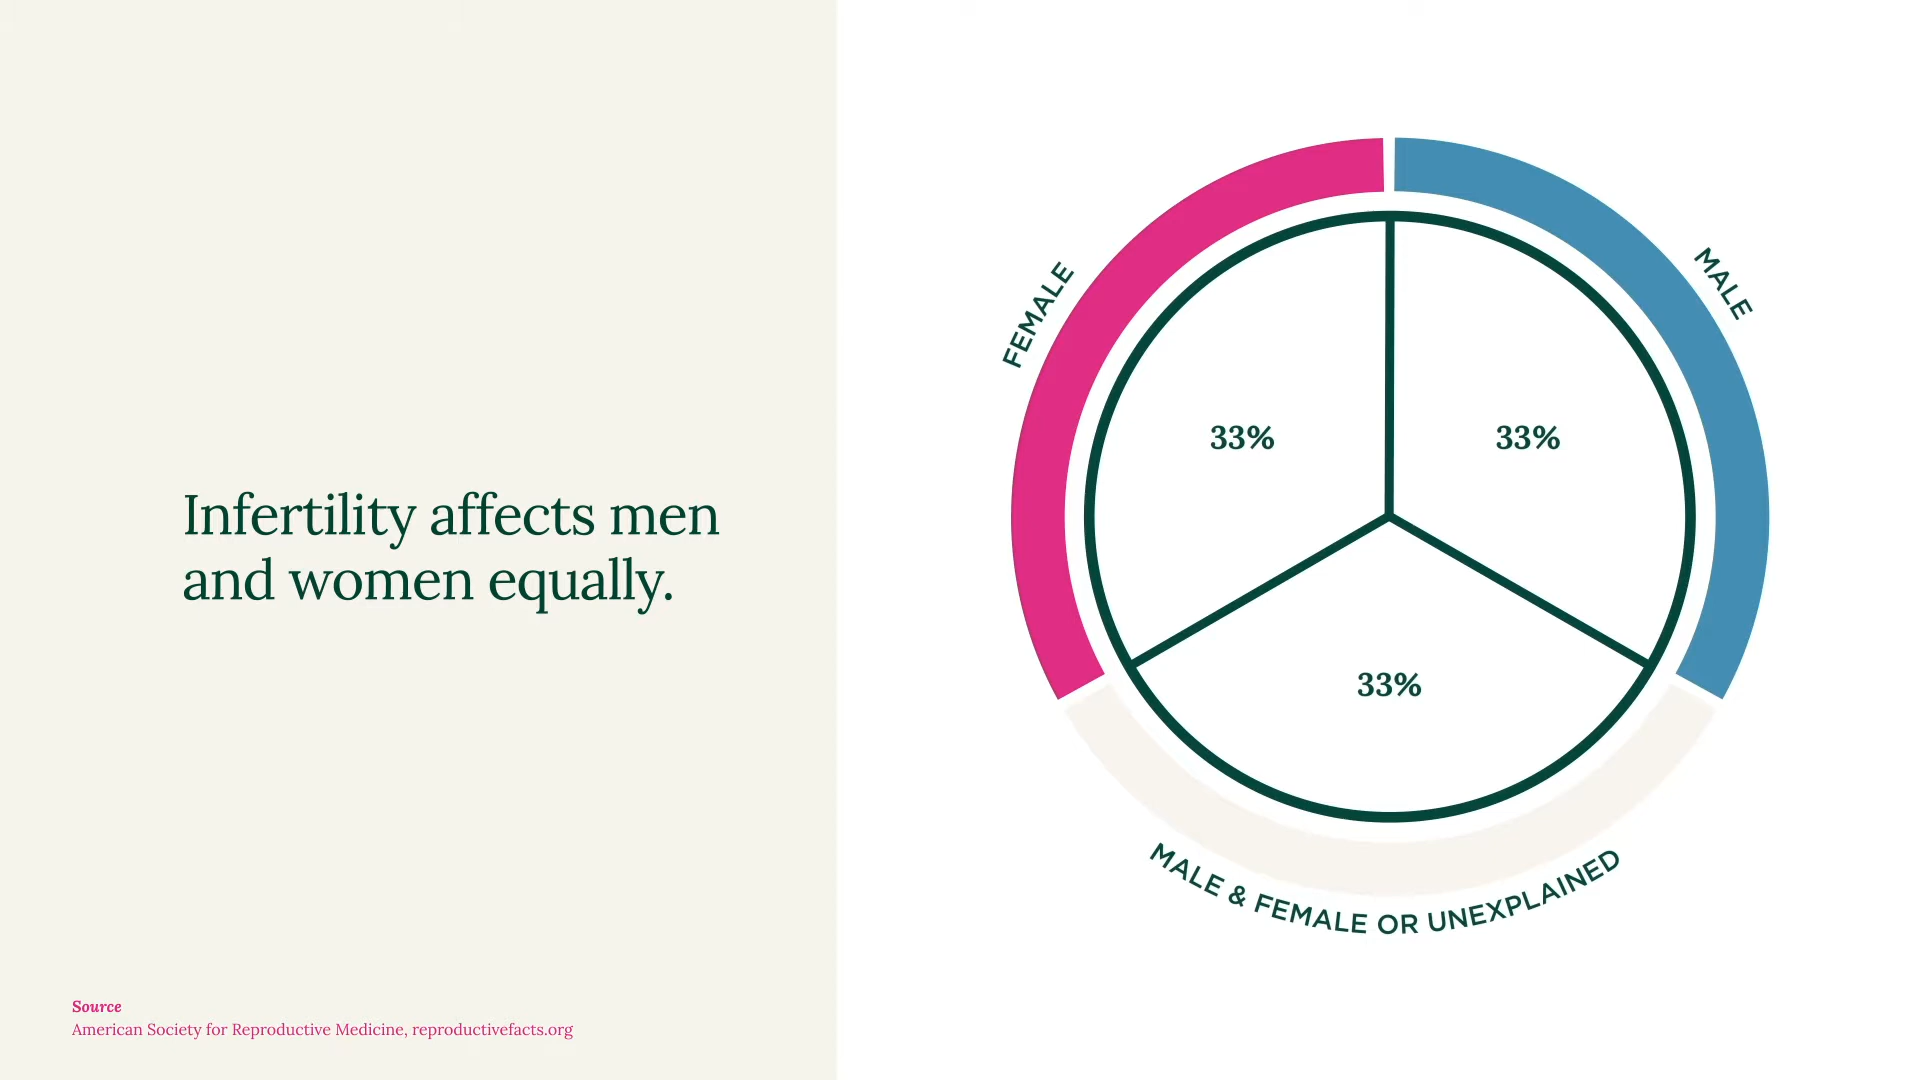 Infertility affects men
and women equally.
Source
American Society for Reproductive Medicine, reproductivefacts.org
FEMALE
MALE
33%
33%
33%
MALE & FEMALE OR UNEXPLAINED